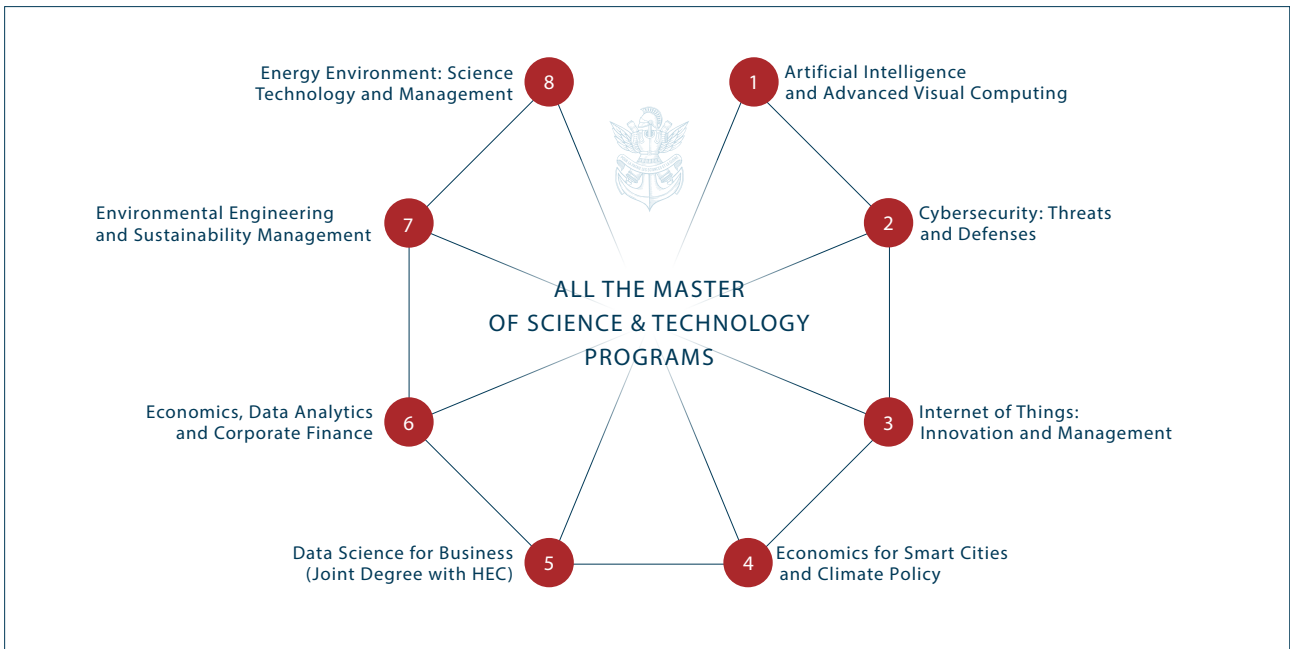 8
Energy Environment: Science
Technology and Management
1
Artificial Intelligence
and Advanced Visual Computing
7
Environmental Engineering
and Sustainability Management
2
Cybersecurity: Threats
and Defenses
ALL THE MASTER
OF SCIENCE & TECHNOLOGY
PROGRAMS
6
Economics, Data Analytics
and Corporate Finance
3
Internet of Things:
Innovation and Management
5
Data Science for Business
(Joint Degree with HEC)
4
Economics for Smart Cities
and Climate Policy